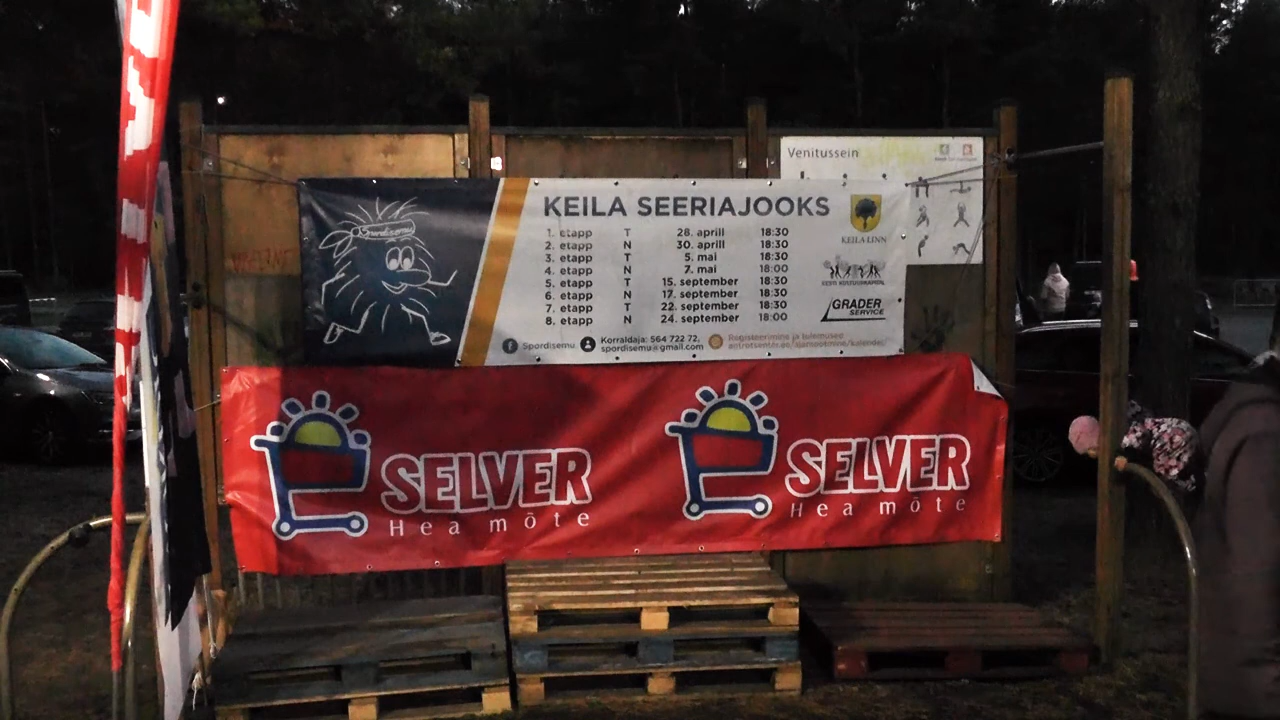 Venitussein
KEILA SEERIAJOOKS
Spordisemu
1. etapp T 28. aprill 18:30
2. etapp N 30. aprill 18:30
3. etapp T 5. mai 18:30
4. etapp N 7. mai 18:00
5. etapp T 15. september 18:30
6. etapp N 17. september 18:30
7. etapp T 22. september 18:30
8. etapp N 24. september 18:00
KEILA LINN
EESTI KULTUURKAPITAL
GRADER
SERVICE
Spordisemu
Korraldaja: 564 722 72,
spordisemu@gmail.com
Registreerimine ja tulemused
SELVER
Hea mõte
SELVER
Hea mõte